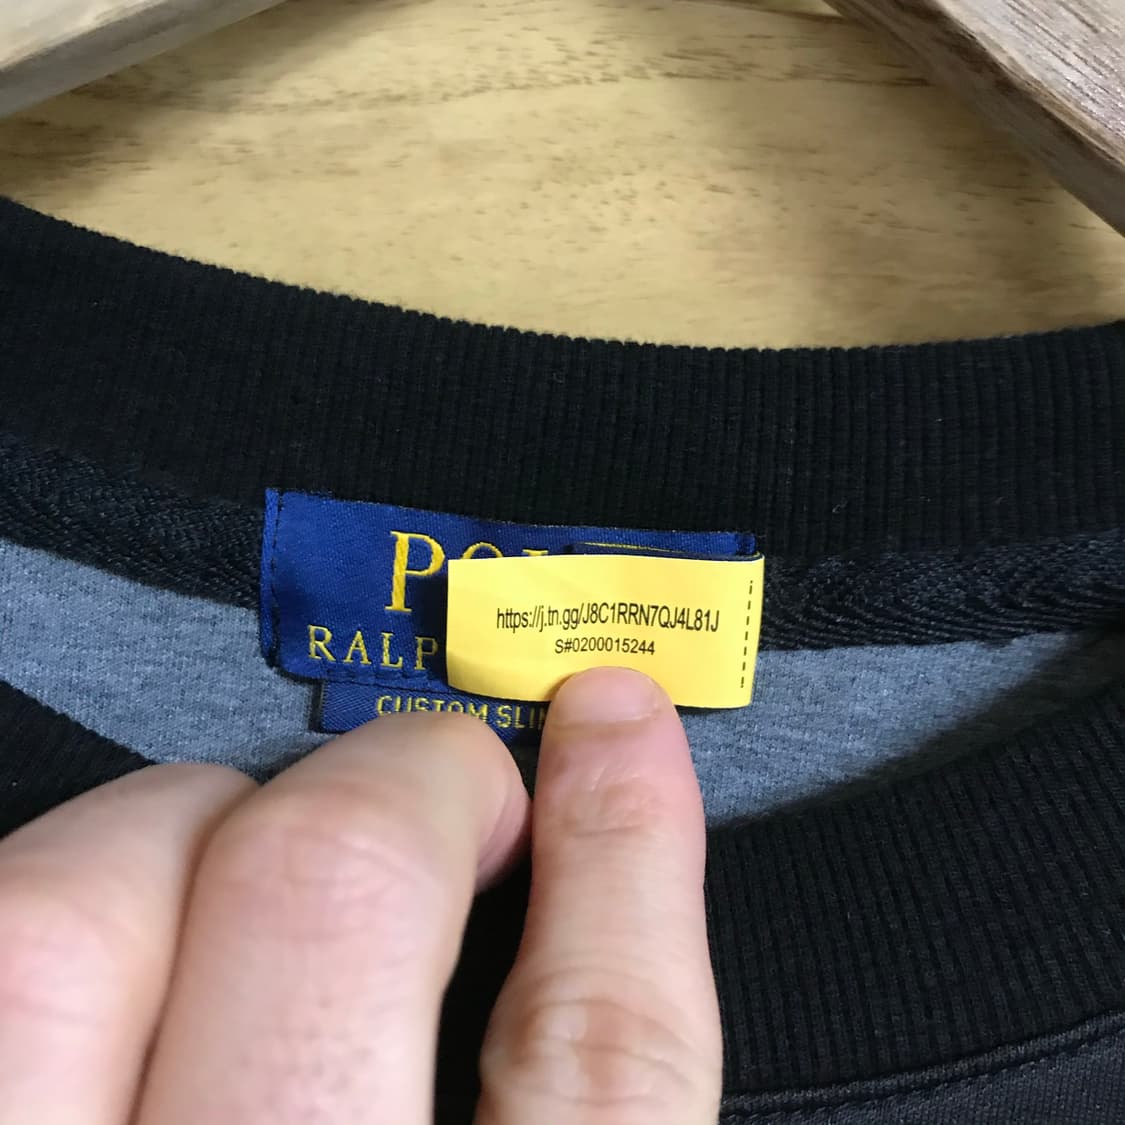 PO
RALP
https://j.tn.gg/J8C1RRN7QJ4L81J
S#0200015244
CUSTOM SLI